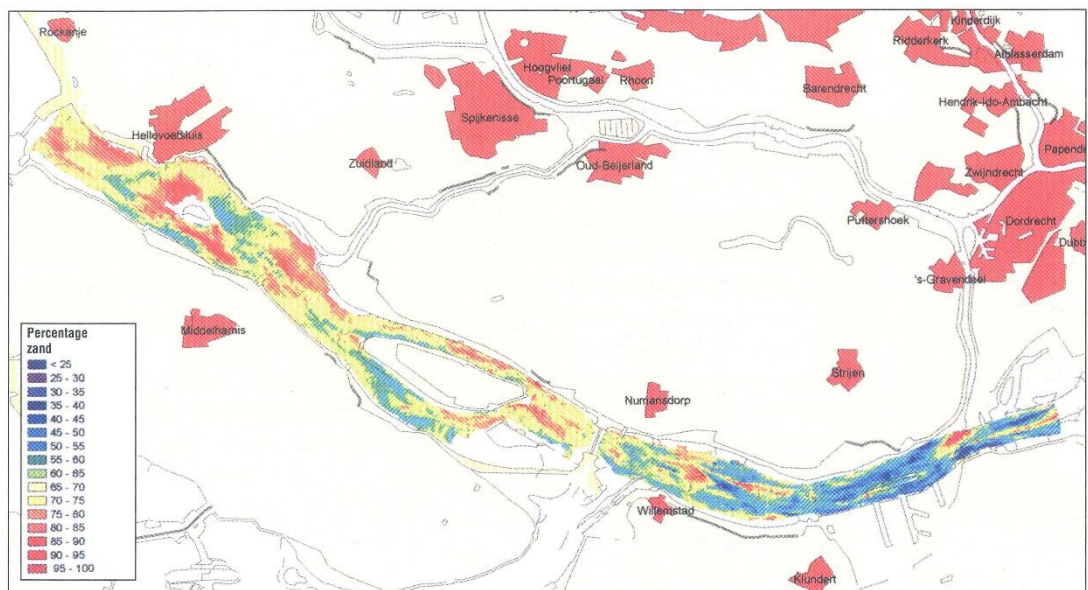 Rockanje
Kinderdijk
Ridderkerk
Alblasserdam
Hoogvliet
Poortugaal
Rhoon
Barendrecht
Hendrik-Ido-Ambacht
Spijkenisse
Hellevoetsluis
Papende
Zuidland
Oud-Beijerland
Zwijndrecht
Puttershoek
Dordrecht
Dubb
's-Gravendeel
Middelharnis
Strijen
Numansdorp
Willemstad
Klundert
Percentage
zand
< 25
25 - 30
30 - 35
35 - 40
40 - 45
45 - 50
50 - 55
55 - 60
60 - 65
65 - 70
70 - 75
75 - 80
80 - 85
85 - 90
90 - 95
95 - 100